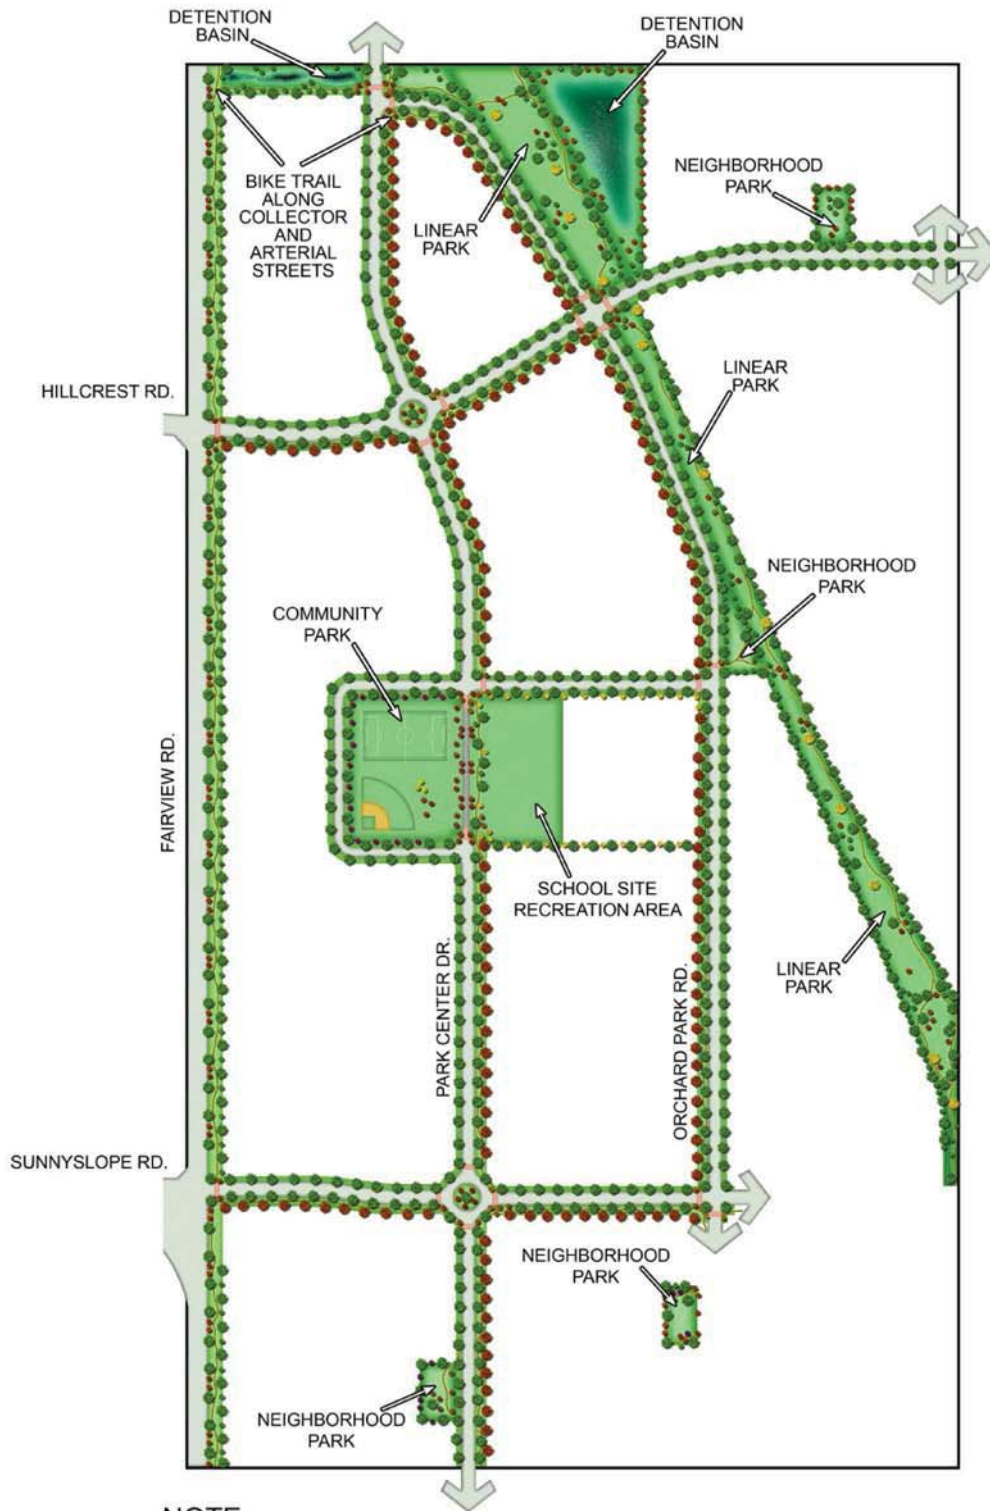 DETENTION
BASIN
DETENTION
BASIN
NEIGHBORHOOD
PARK
BIKE TRAIL
ALONG
COLLECTOR
AND
ARTERIAL
STREETS
LINEAR
PARK
HILLCREST RD.
LINEAR
PARK
NEIGHBORHOOD
PARK
COMMUNITY
PARK
FAIRVIEW RD.
SCHOOL SITE
RECREATION AREA
PARK CENTER DR.
ORCHARD PARK RD.
LINEAR
PARK
SUNNYSLOPE RD.
NEIGHBORHOOD
PARK
NEIGHBORHOOD
PARK
NOTE